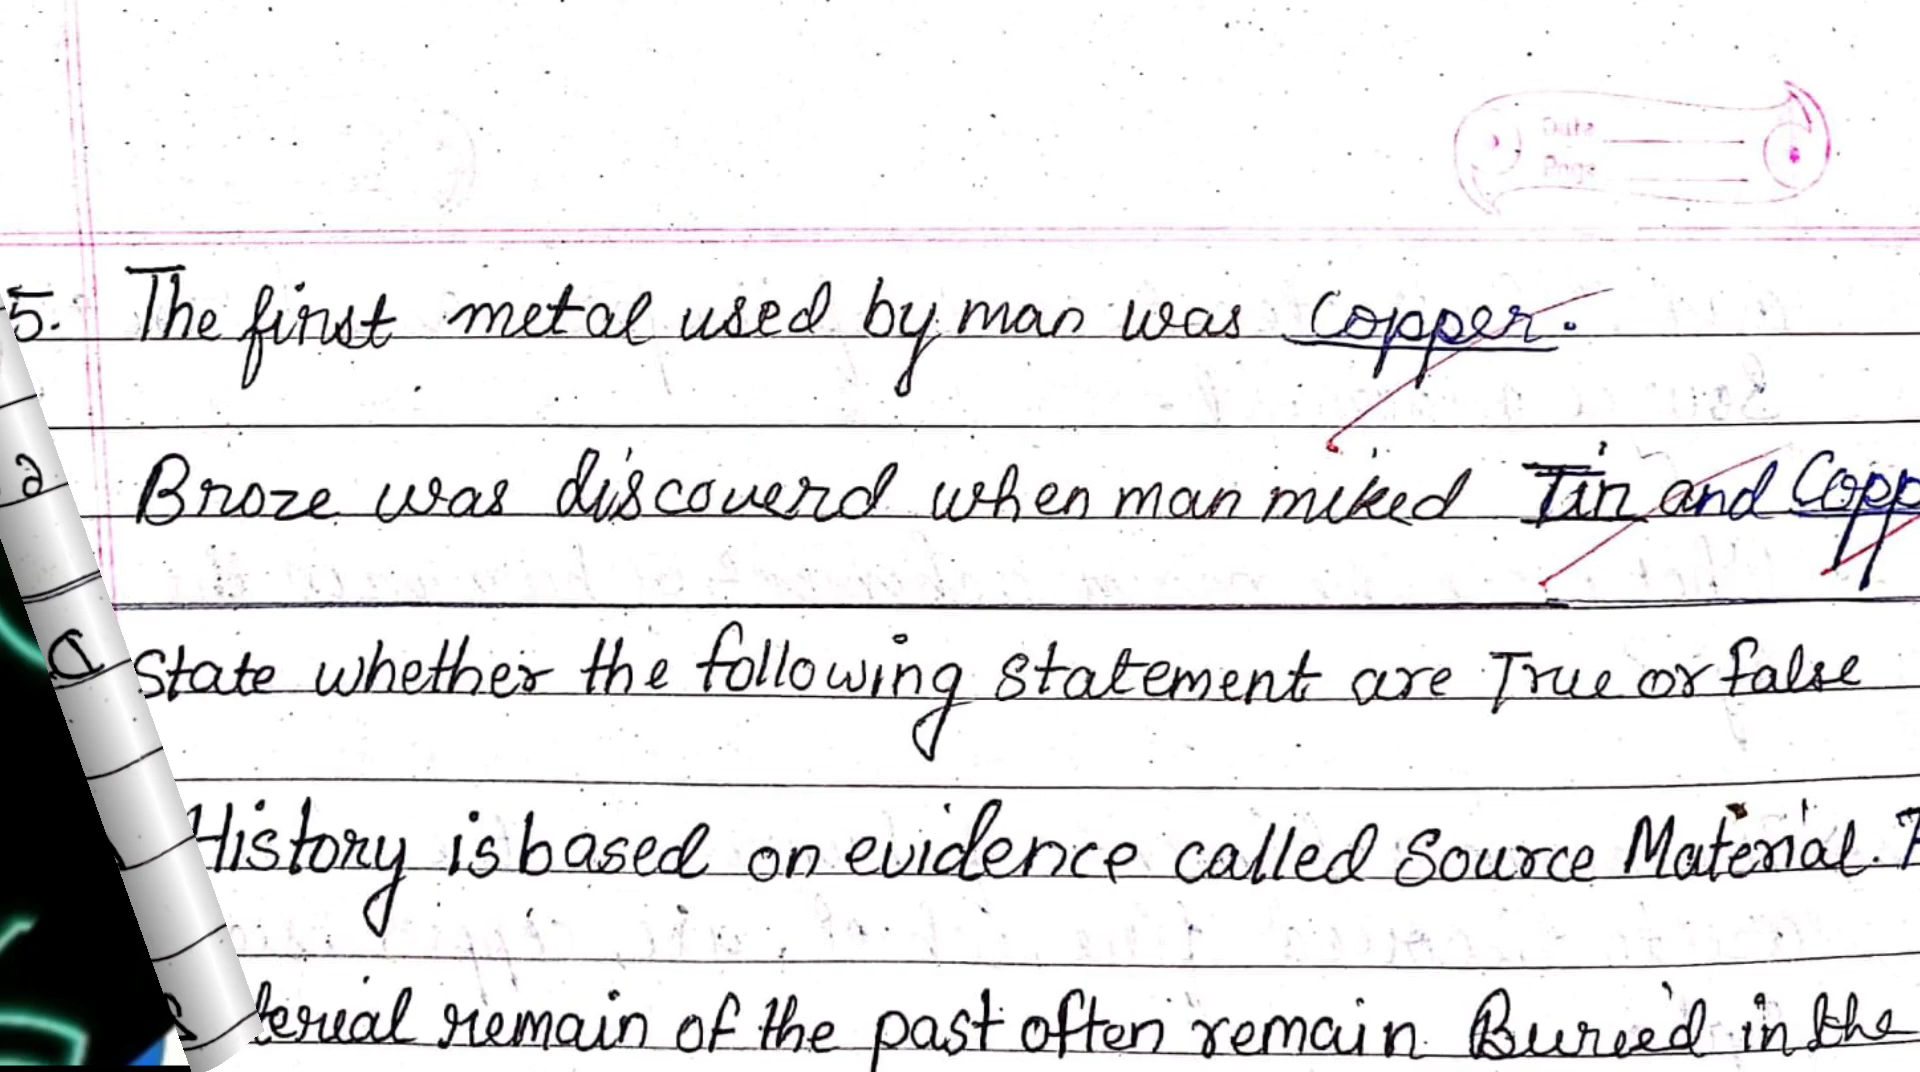 Date
Page
5. The first metal used by man was Copper.
Broze was discoverd when man miked Tin and
State whether the following statement are True or false
History is based on evidence called Source Material.
remain of the past often remain Buried in the